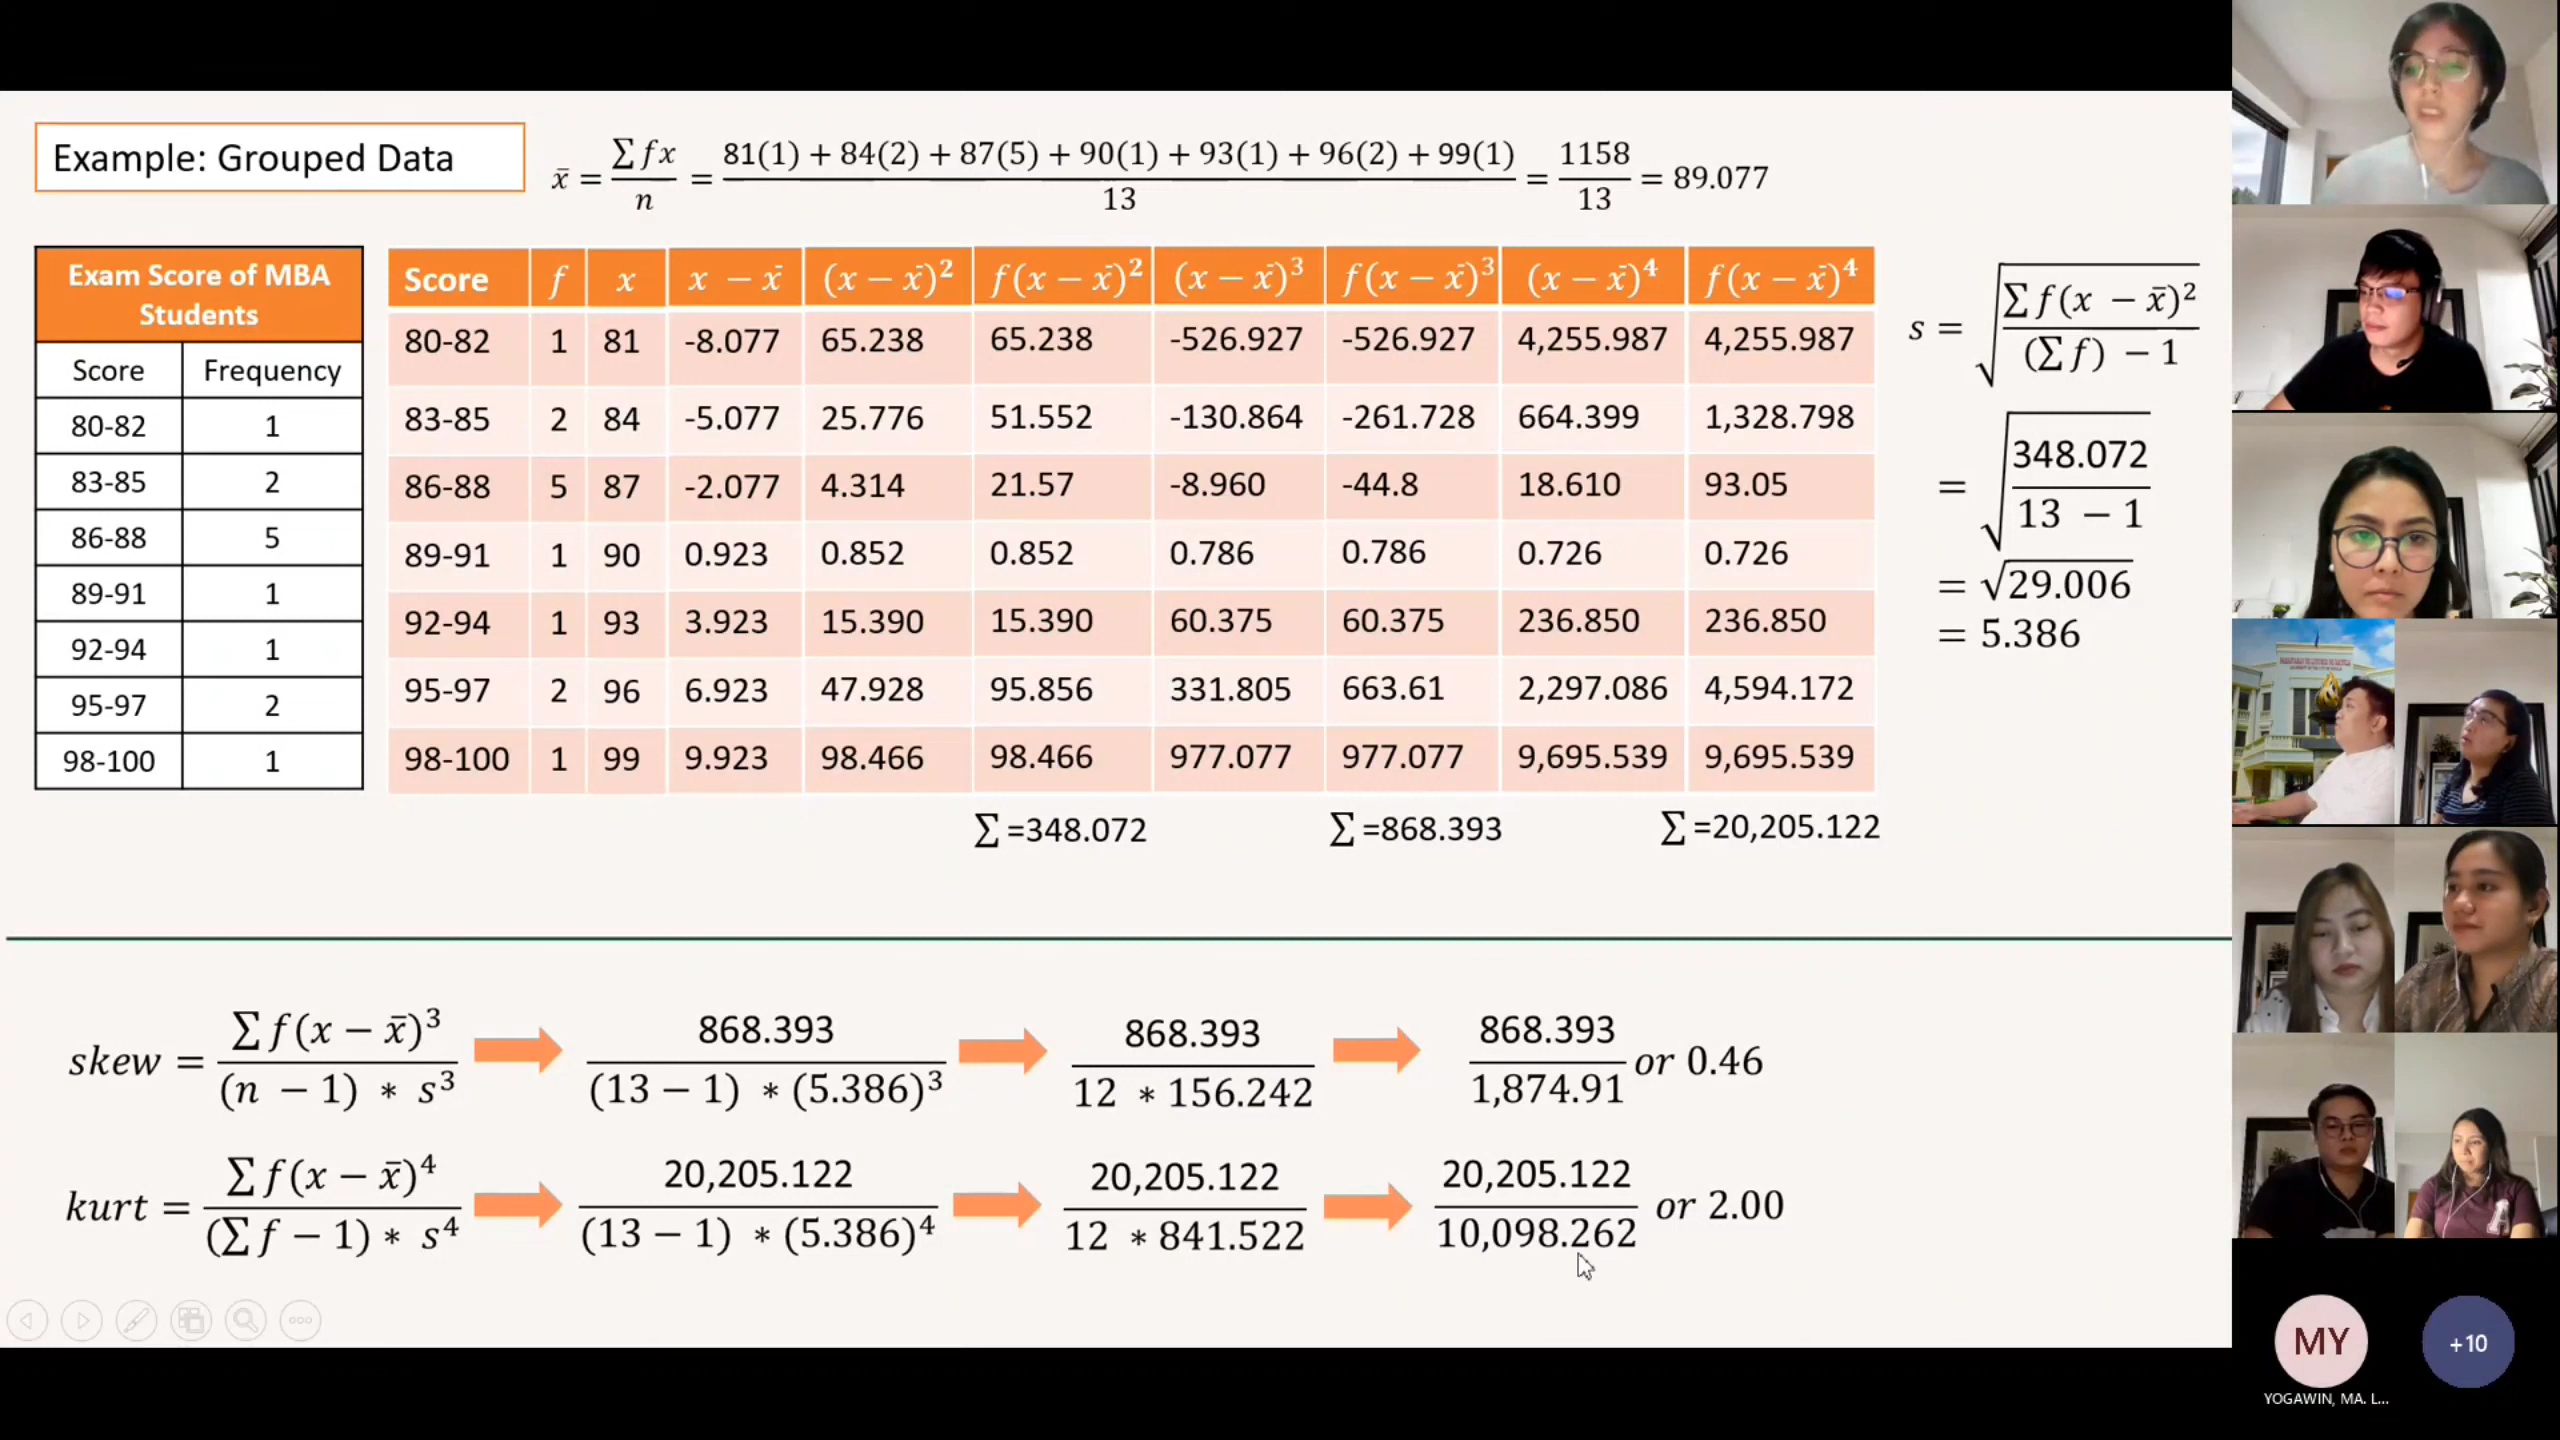 Example: Grouped Data
x̄ = Σfx / n = 81(1) + 84(2) + 87(5) + 90(1) + 93(1) + 96(2) + 99(1) / 13 = 1158 / 13 = 89.077
Exam Score of MBA
Students
Score Frequency
80-82 1
83-85 2
86-88 5
89-91 1
92-94 1
95-97 2
98-100 1
Score f x x − x̄ (x − x̄)² f(x − x̄)² (x − x̄)³ f(x − x̄)³ (x − x̄)⁴ f(x − x̄)⁴
80-82 1 81 -8.077 65.238 65.238 -526.927 -526.927 4,255.987 4,255.987
83-85 2 84 -5.077 25.776 51.552 -130.864 -261.728 664.399 1,328.798
86-88 5 87 -2.077 4.314 21.57 -8.960 -44.8 18.610 93.05
89-91 1 90 0.923 0.852 0.852 0.786 0.786 0.726 0.726
92-94 1 93 3.923 15.390 15.390 60.375 60.375 236.850 236.850
95-97 2 96 6.923 47.928 95.856 331.805 663.61 2,297.086 4,594.172
98-100 1 99 9.923 98.466 98.466 977.077 977.077 9,695.539 9,695.539
Σ =348.072 Σ =868.393 Σ =20,205.122
s = √(Σ f(x − x̄)² / (Σ f) − 1)
= √(348.072 / 13 − 1)
= √29.006
= 5.386
skew = Σ f(x − x̄)³ / (n − 1) * s³ 868.393 / (13 − 1) * (5.386)³ 868.393 / 12 * 156.242 868.393 / 1,874.91 or 0.46
kurt = Σ f(x − x̄)⁴ / (Σ f − 1) * s⁴ 20,205.122 / (13 − 1) * (5.386)⁴ 20,205.122 / 12 * 841.522 20,205.122 / 10,098.262 or 2.00
A
MY
+10
YOGAWIN, MA. L...